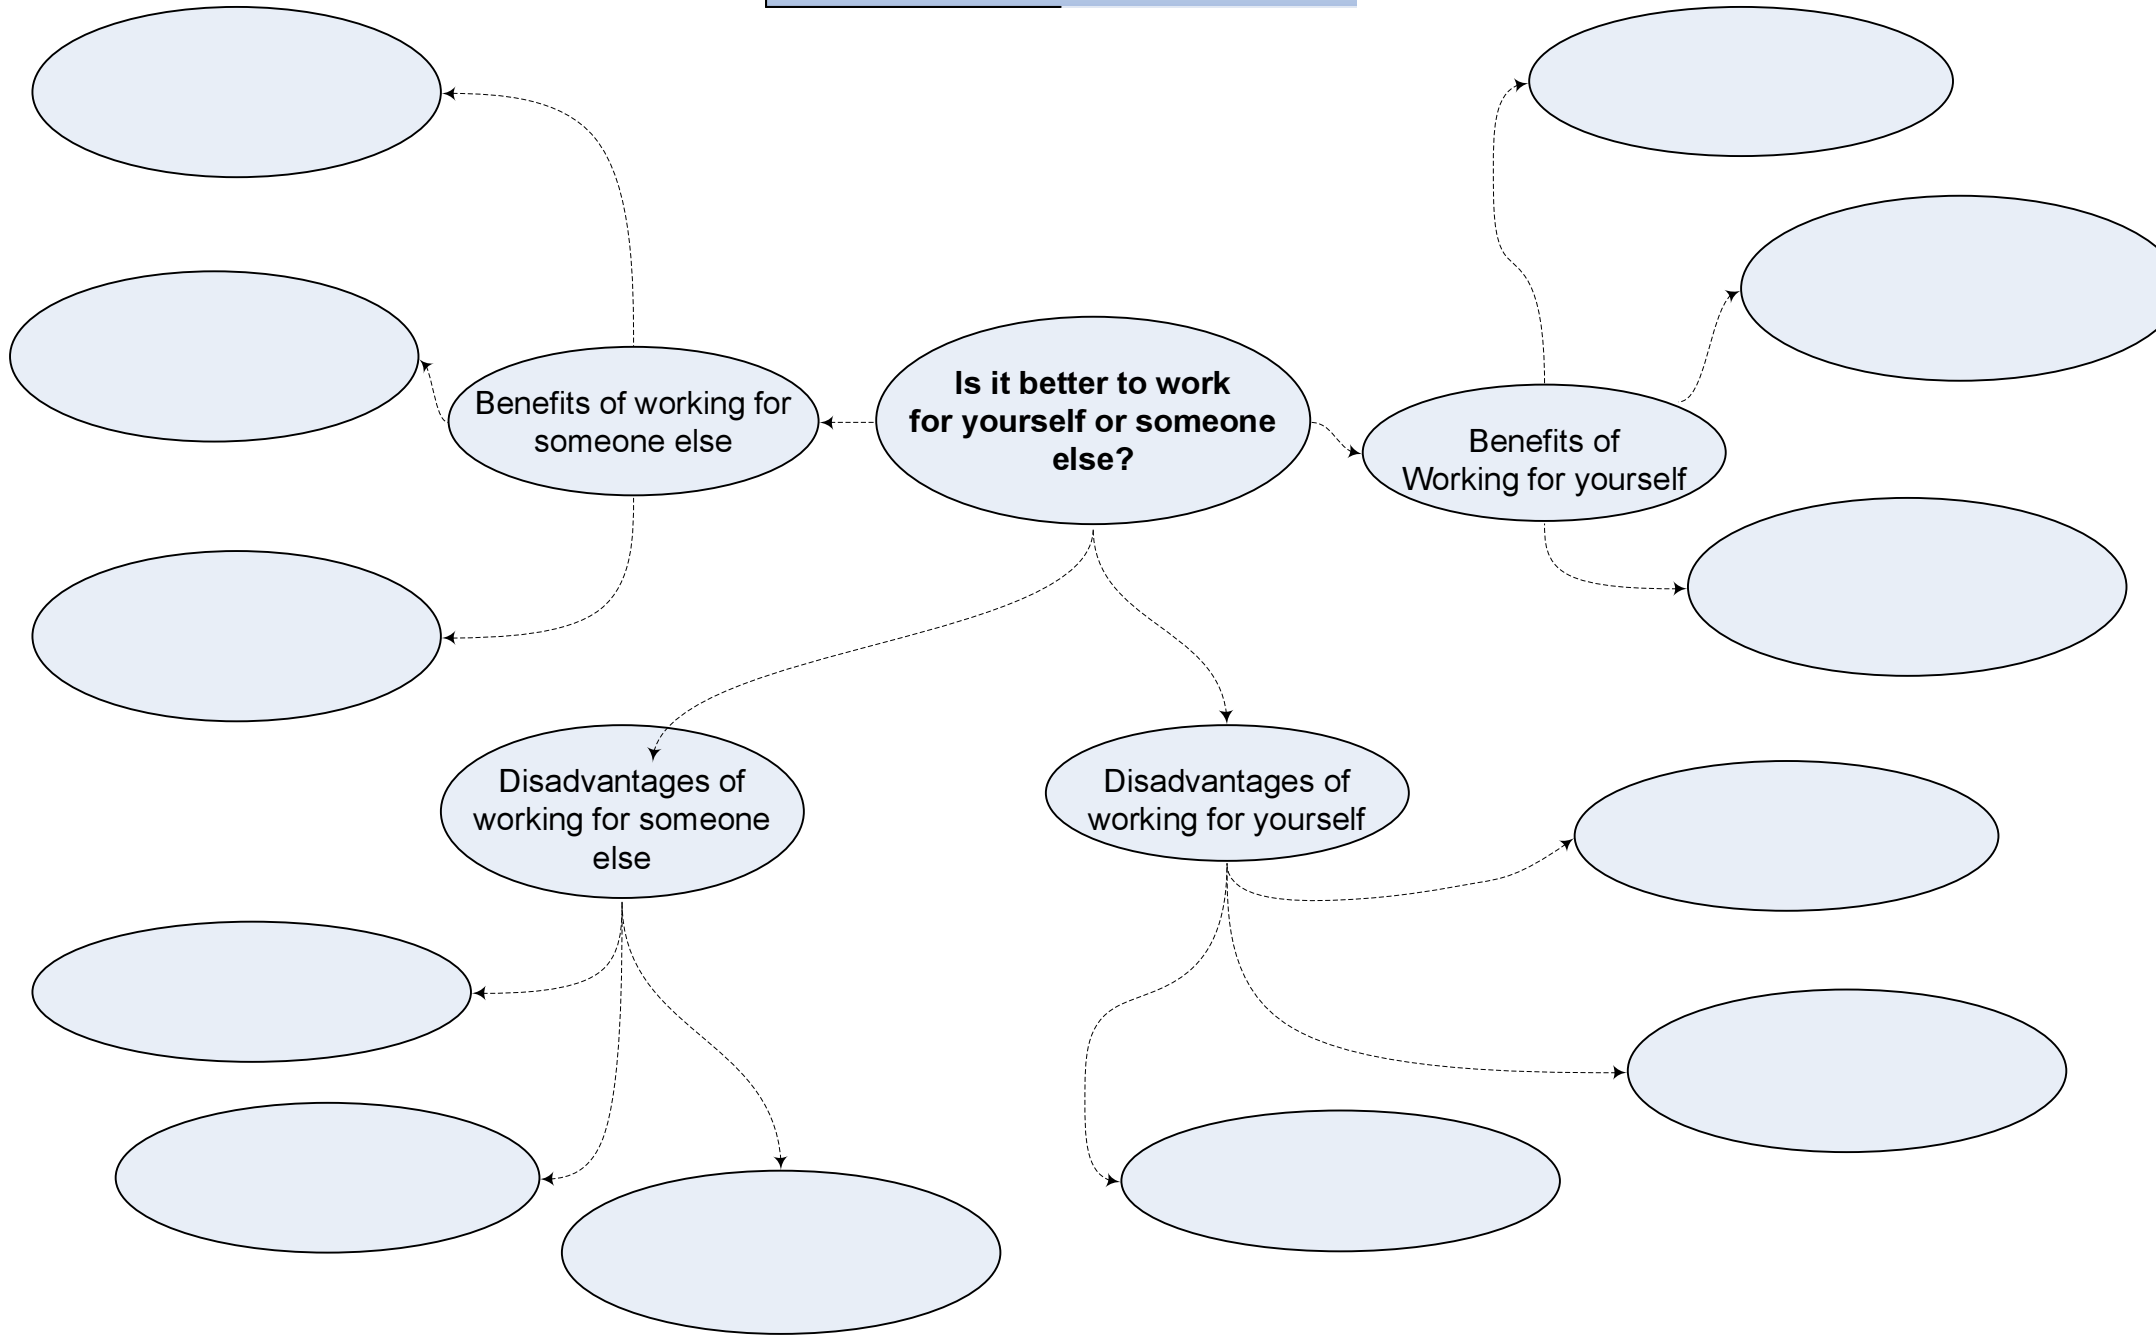 Is it better to work
for yourself or someone
else?
Benefits of working for
someone else
Benefits of
Working for yourself
Disadvantages of
working for someone
else
Disadvantages of
working for yourself